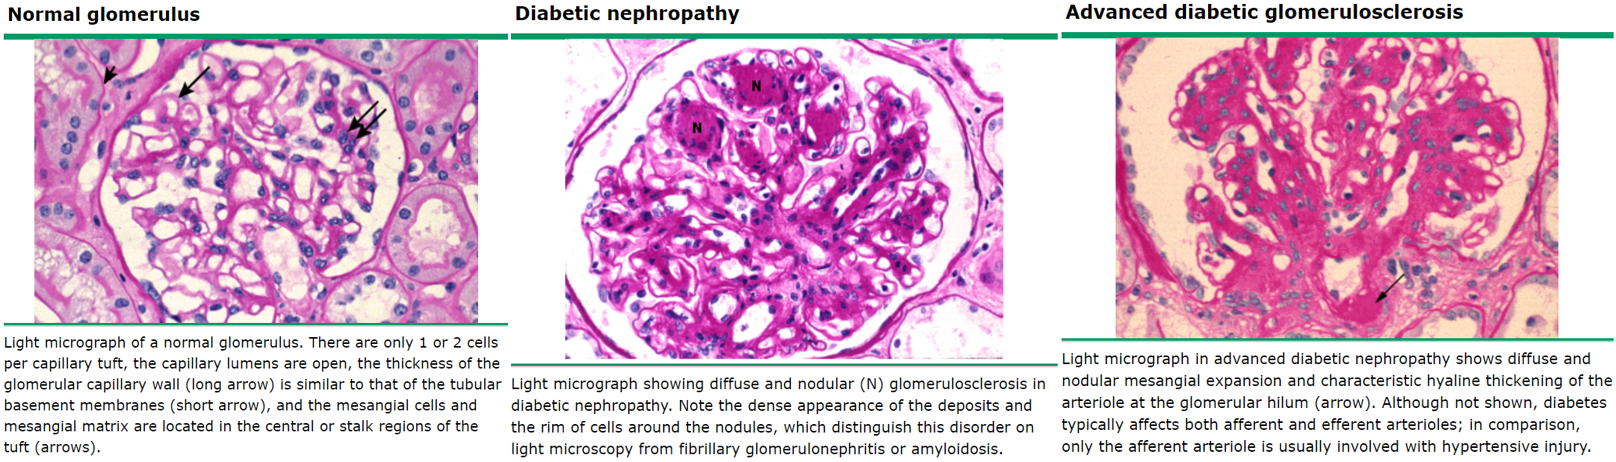 Normal glomerulus
Light micrograph of a normal glomerulus. There are only 1 or 2 cells
per capillary tuft, the capillary lumens are open, the thickness of the
glomerular capillary wall (long arrow) is similar to that of the tubular
basement membranes (short arrow), and the mesangial cells and
mesangial matrix are located in the central or stalk regions of the
tuft (arrows).
Diabetic nephropathy
N
N
Light micrograph showing diffuse and nodular (N) glomerulosclerosis in
diabetic nephropathy. Note the dense appearance of the deposits and
the rim of cells around the nodules, which distinguish this disorder on
light microscopy from fibrillary glomerulonephritis or amyloidosis.
Advanced diabetic glomerulosclerosis
Light micrograph in advanced diabetic nephropathy shows diffuse and
nodular mesangial expansion and characteristic hyaline thickening of the
arteriole at the glomerular hilum (arrow). Although not shown, diabetes
typically affects both afferent and efferent arterioles; in comparison,
only the afferent arteriole is usually involved with hypertensive injury.